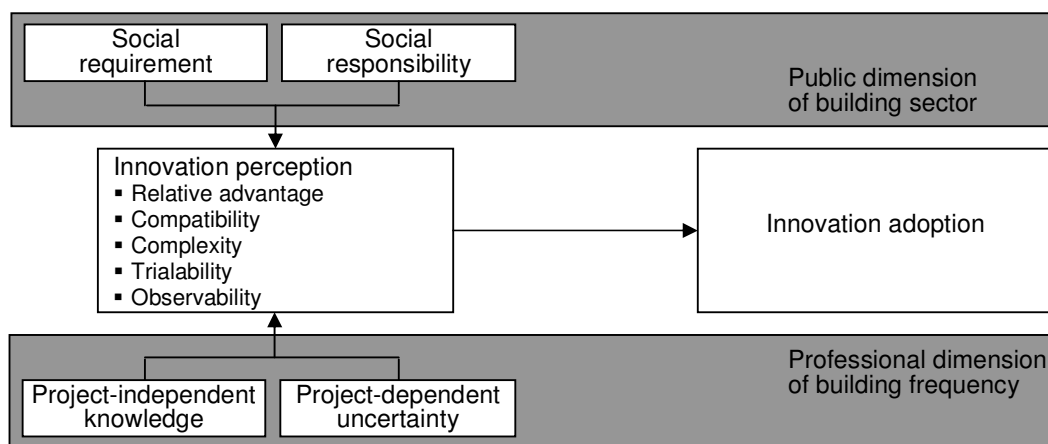 Social
requirement
Social
responsibility
Public dimension
of building sector
Innovation perception
▪ Relative advantage
▪ Compatibility
▪ Complexity
▪ Trialability
▪ Observability
Innovation adoption
Professional dimension
of building frequency
Project-independent
knowledge
Project-dependent
uncertainty